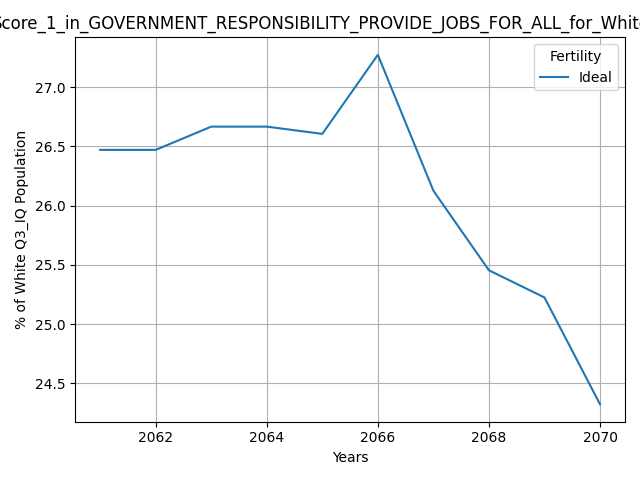 Score_1_in_GOVERNMENT_RESPONSIBILITY_PROVIDE_JOBS_FOR_ALL_for_White
Fertility
Ideal
27.0
26.5
26.0
25.5
25.0
24.5
% of White Q3_IQ Population
2062 2064 2066 2068 2070
Years